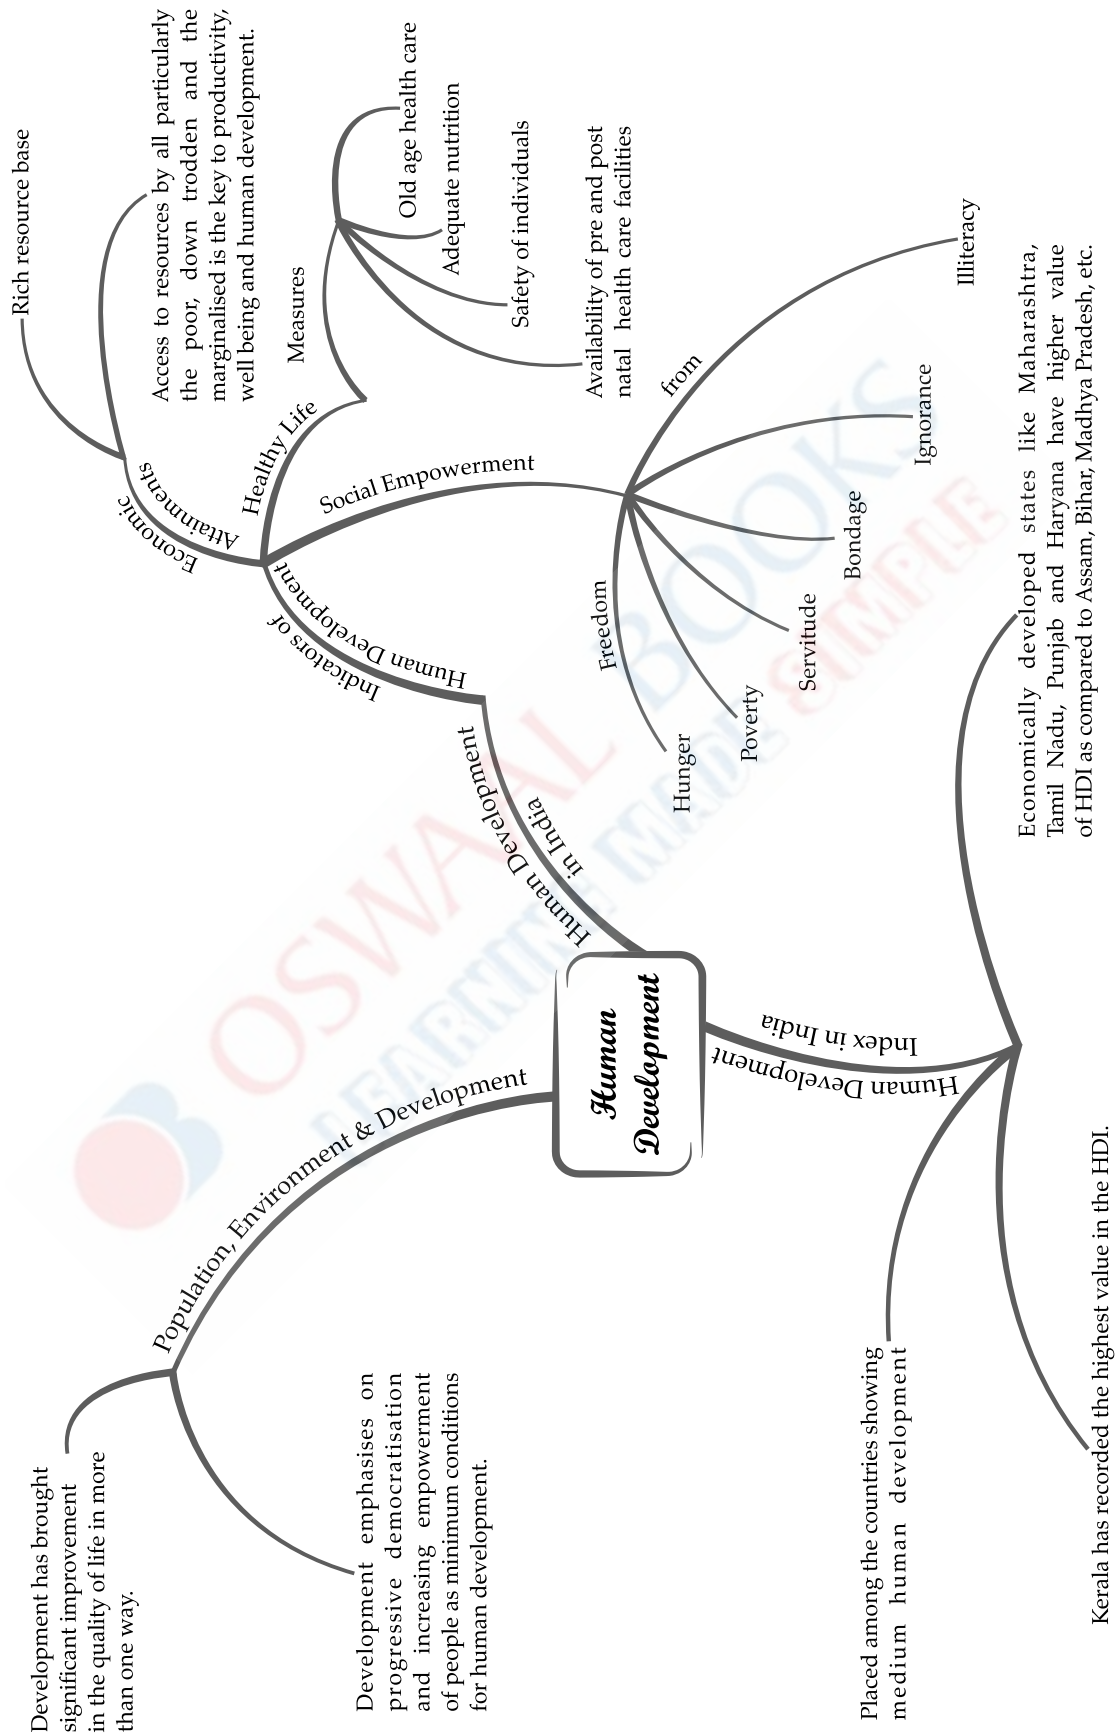 Human
Development
Population, Environment & Development
Development has brought
significant improvement
in the quality of life in more
than one way.
Development emphasises on
progressive democratisation
and increasing empowerment
of people as minimum conditions
for human development.
Human Development
in India
Indicators of
Human Development
Economic
Attainments
Rich resource base
Access to resources by all particularly
the poor, down trodden and the
marginalised is the key to productivity,
well being and human development.
Healthy Life
Measures
Old age health care
Adequate nutrition
Safety of individuals
Availability of pre and post
natal health care facilities
Social Empowerment
Freedom
from
Hunger
Poverty
Servitude
Bondage
Ignorance
Illiteracy
Human Development
Index in India
Placed among the countries showing
medium human development
Kerala has recorded the highest value in the HDI.
Economically developed states like Maharashtra,
Tamil Nadu, Punjab and Haryana have higher value
of HDI as compared to Assam, Bihar, Madhya Pradesh, etc.
OSWAAL BOOKS
LEARNING MADE SIMPLE